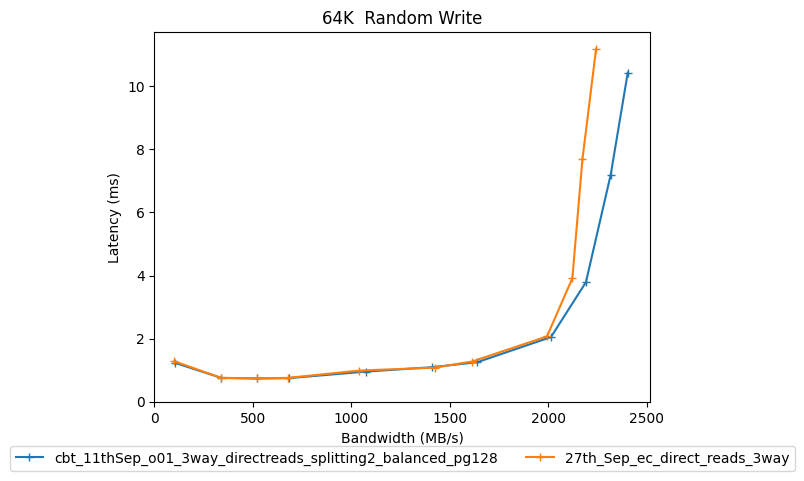 64K  Random Write
Latency (ms)
10
8
6
4
2
0
0 500 1000 1500 2000 2500
Bandwidth (MB/s)
cbt_11thSep_o01_3way_directreads_splitting2_balanced_pg128 27th_Sep_ec_direct_reads_3way